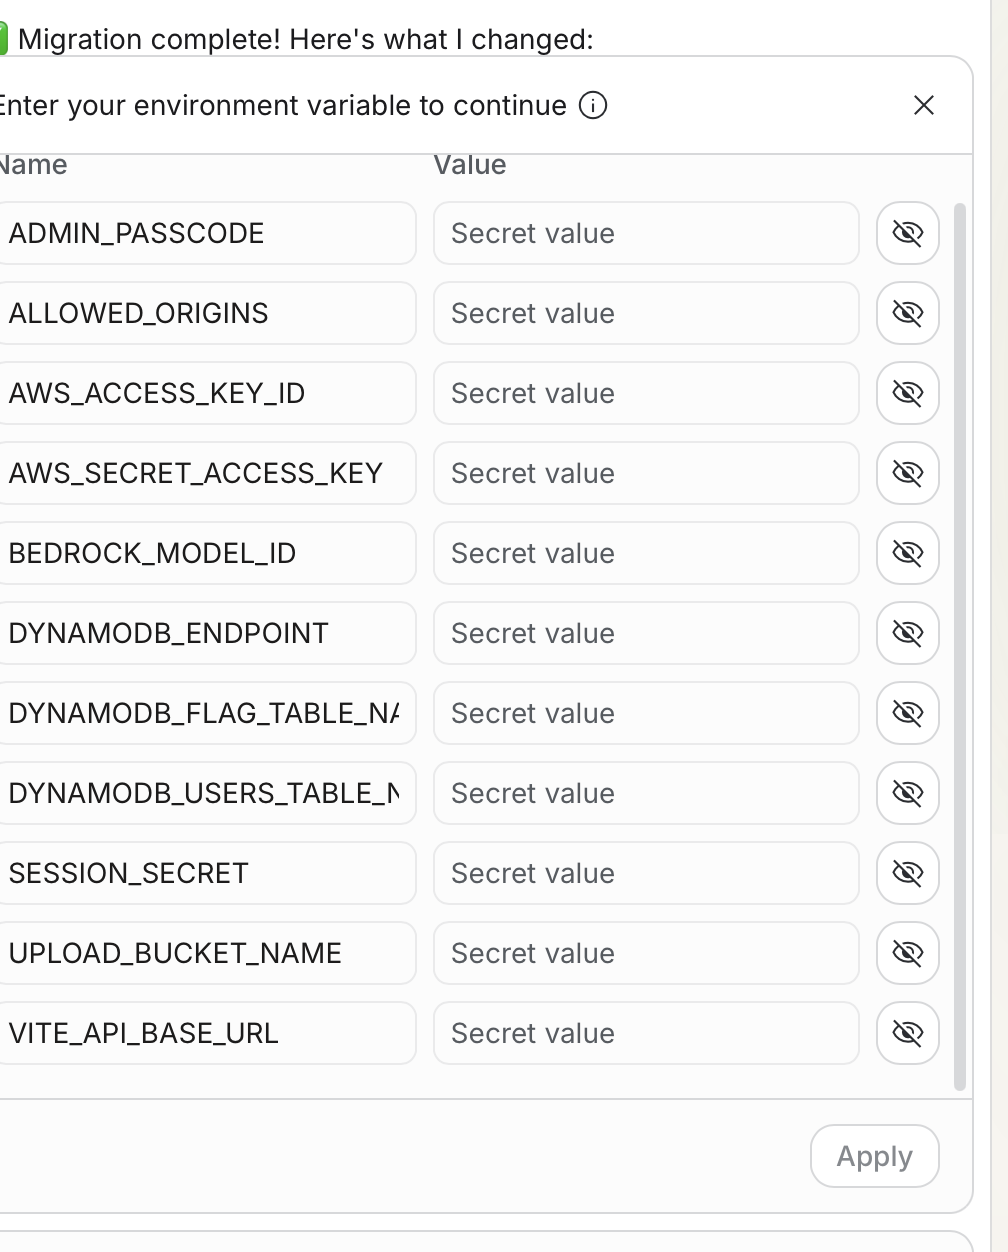 Migration complete! Here's what I changed:
Enter your environment variable to continue
Name Value
ADMIN_PASSCODE Secret value
ALLOWED_ORIGINS Secret value
AWS_ACCESS_KEY_ID Secret value
AWS_SECRET_ACCESS_KEY Secret value
BEDROCK_MODEL_ID Secret value
DYNAMODB_ENDPOINT Secret value
DYNAMODB_FLAG_TABLE_NA Secret value
DYNAMODB_USERS_TABLE_N Secret value
SESSION_SECRET Secret value
UPLOAD_BUCKET_NAME Secret value
VITE_API_BASE_URL Secret value
Apply